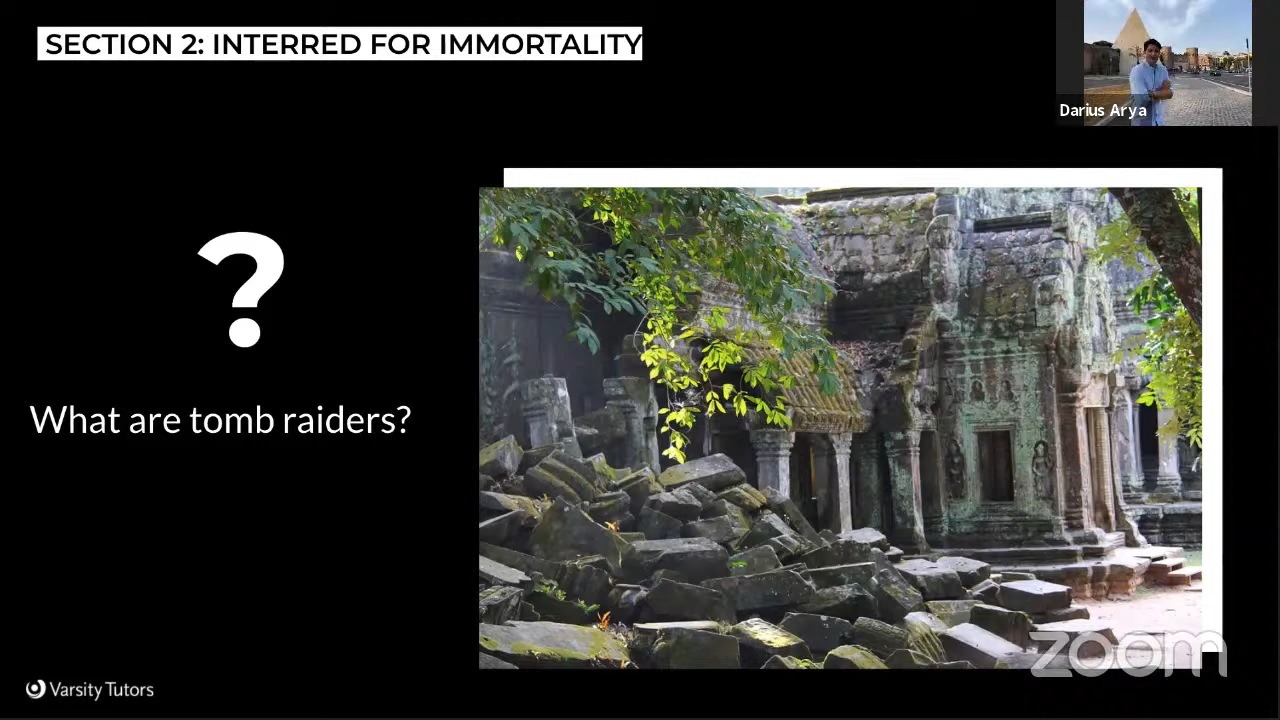 SECTION 2: INTERRED FOR IMMORTALITY
Darius Arya
?
What are tomb raiders?
Varsity Tutors
zoom